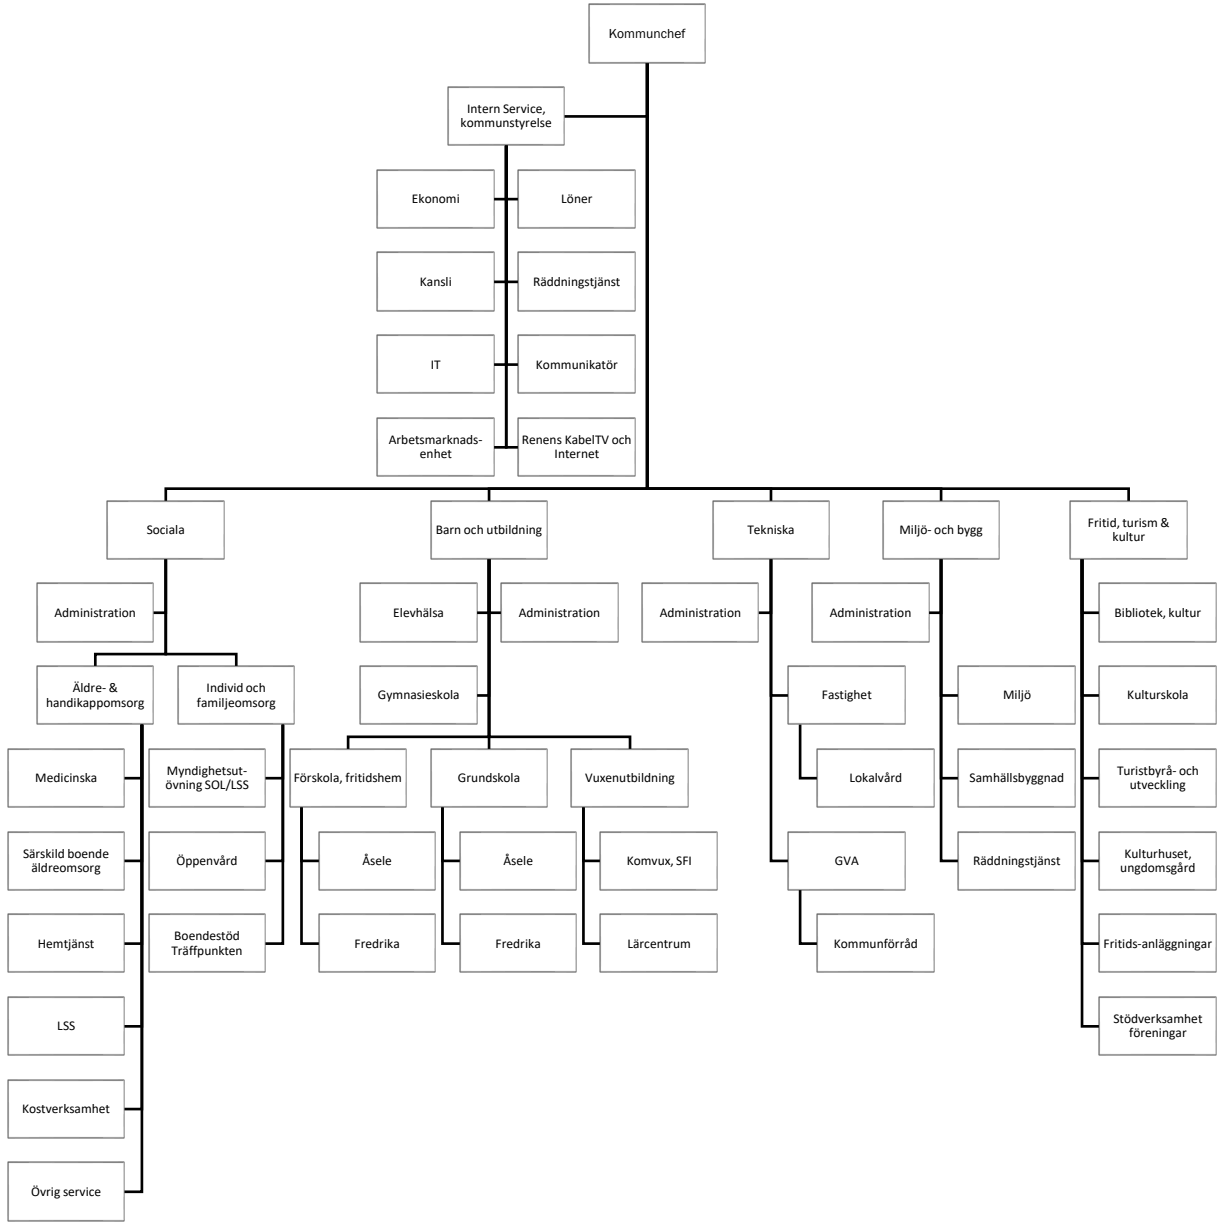 Kommunchef
Intern Service,
kommunstyrelse
Ekonomi
Löner
Kansli
Räddningstjänst
IT
Kommunikatör
Arbetsmarknads-
enhet
Renens KabelTV och
Internet
Sociala
Barn och utbildning
Tekniska
Miljö- och bygg
Fritid, turism &
kultur
Administration
Elevhälsa
Administration
Administration
Administration
Bibliotek, kultur
Äldre- &
handikappomsorg
Individ och
familjeomsorg
Gymnasieskola
Fastighet
Miljö
Kulturskola
Medicinska
Myndighetsut-
övning SOL/LSS
Förskola, fritidshem
Grundskola
Vuxenutbildning
Lokalvård
Samhällsbyggnad
Turistbyrå- och
utveckling
Särskild boende
äldreomsorg
Öppenvård
Åsele
Åsele
Komvux, SFI
GVA
Räddningstjänst
Kulturhuset,
ungdomsgård
Hemtjänst
Boendestöd
Träffpunkten
Fredrika
Fredrika
Lärcentrum
Kommunförråd
Fritids-anläggningar
LSS
Stödverksamhet
föreningar
Kostverksamhet
Övrig service